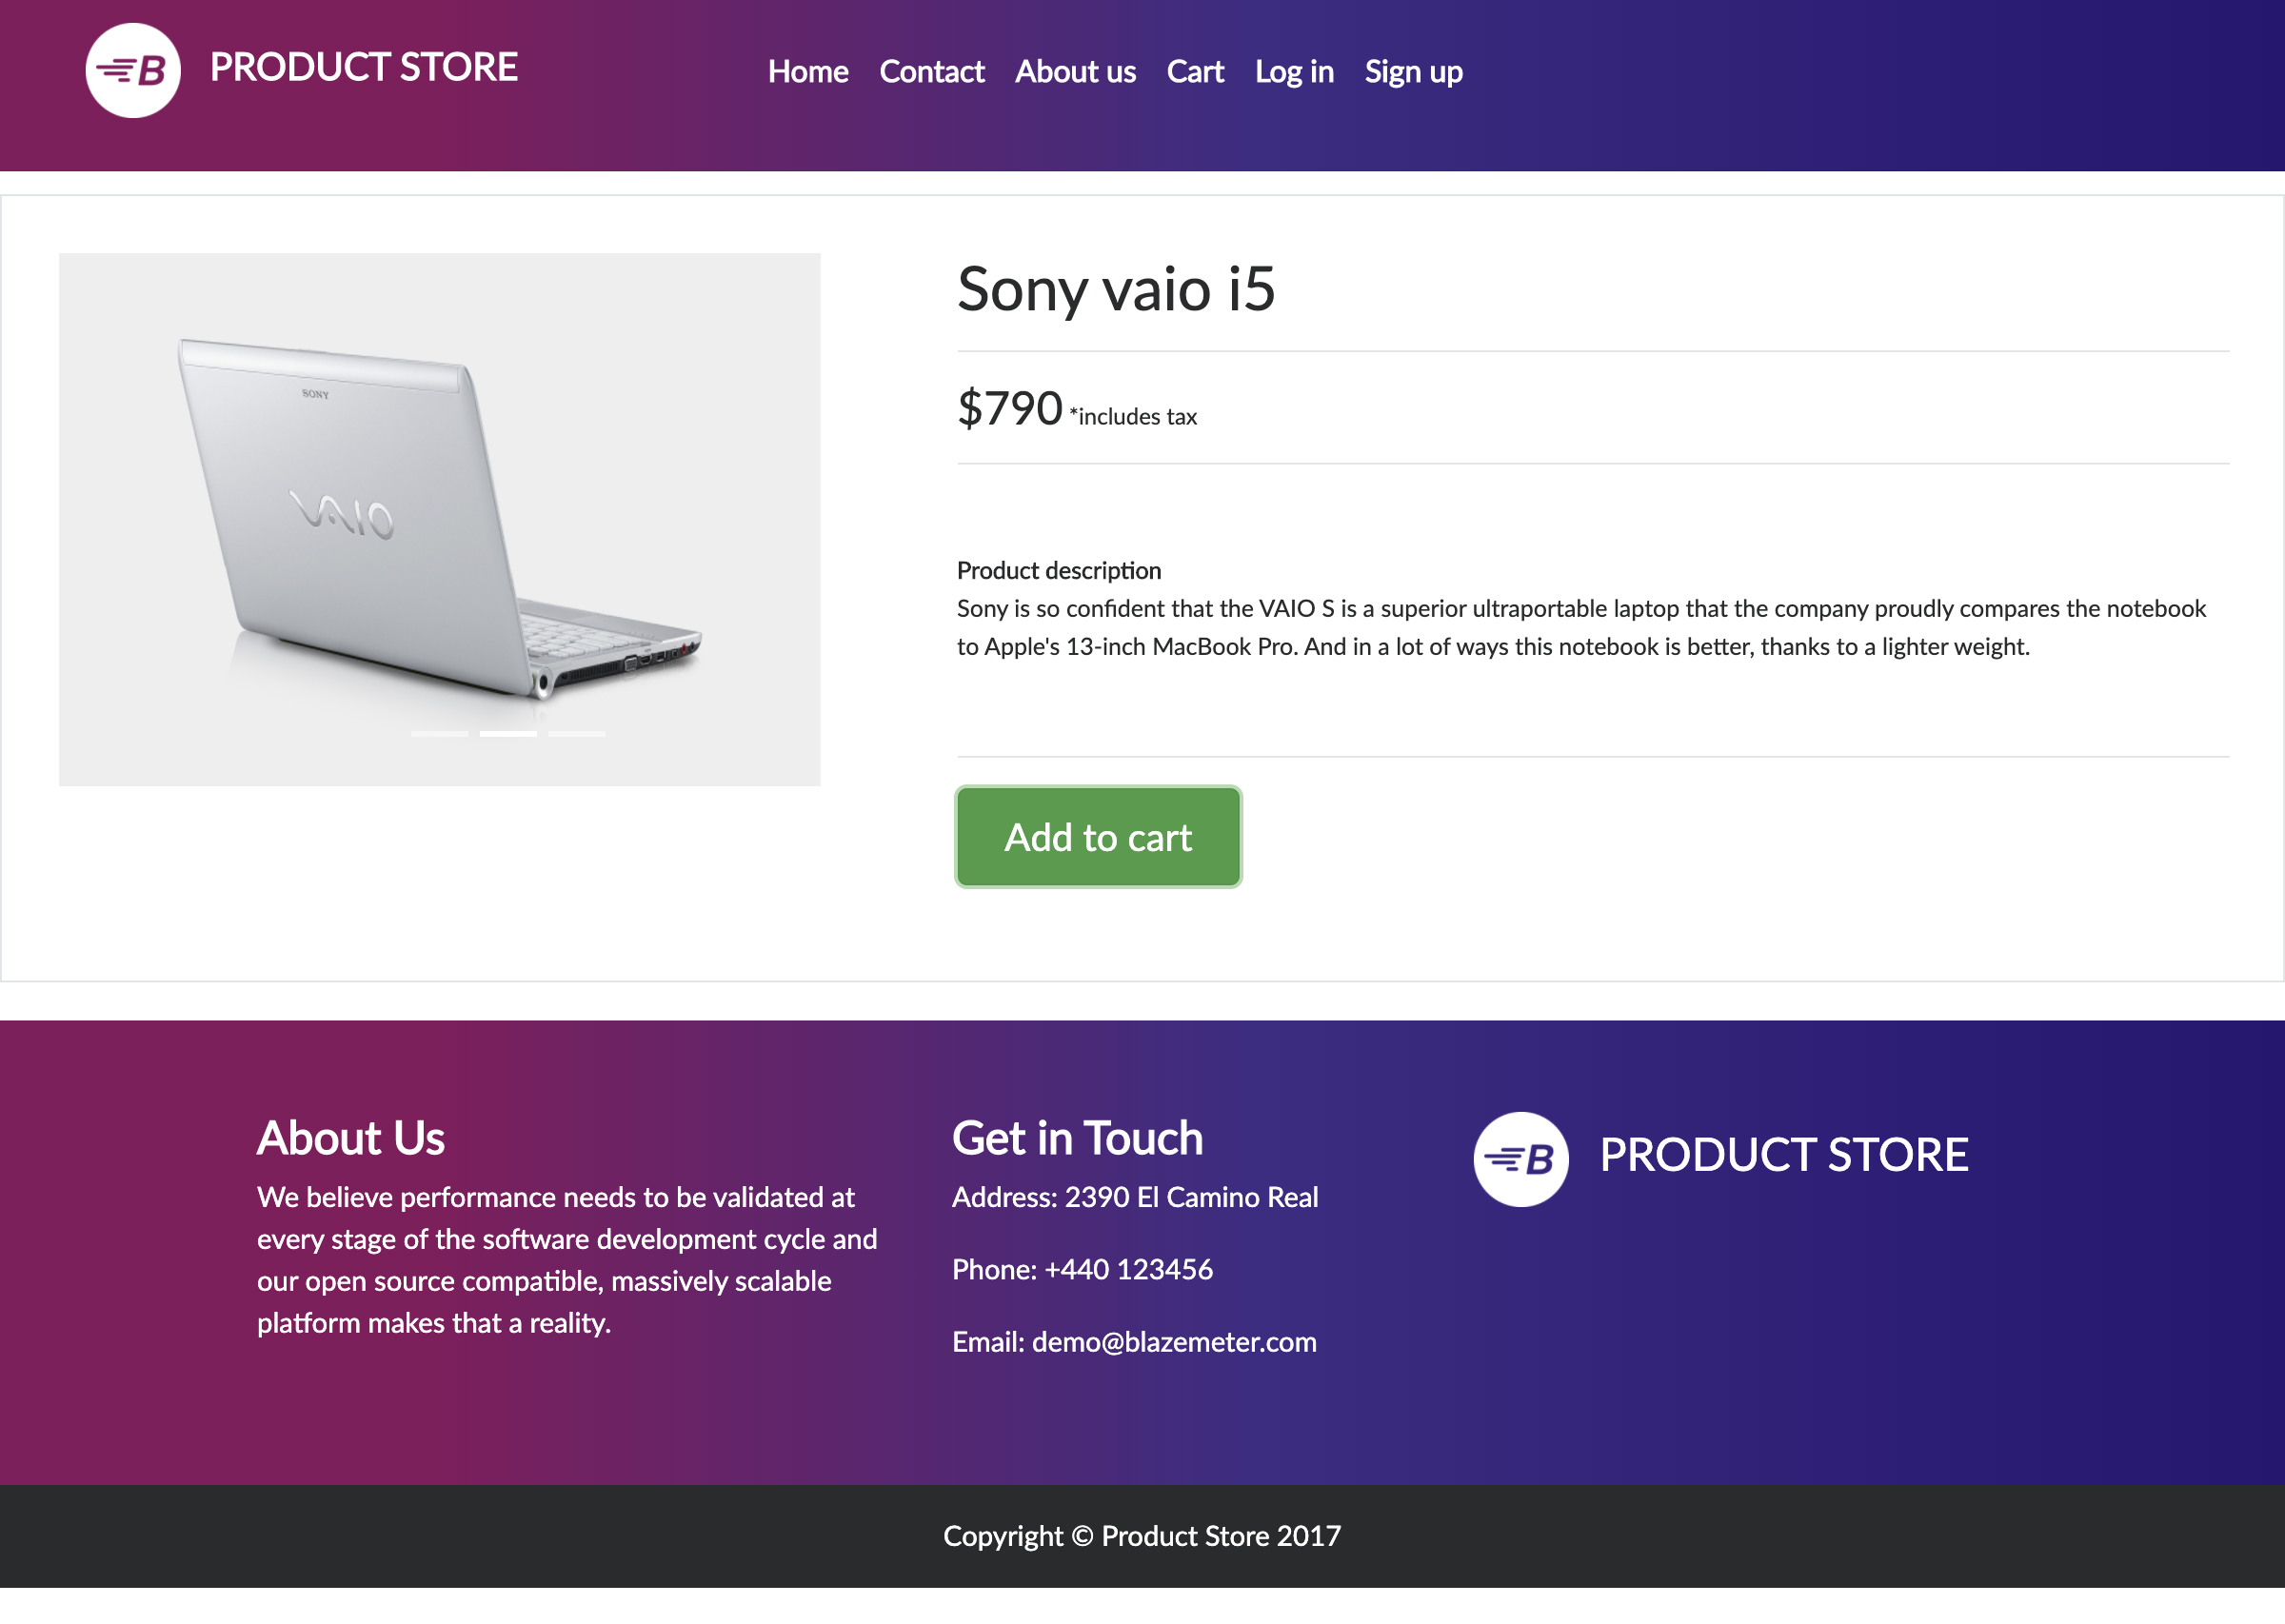 B PRODUCT STORE Home Contact About us Cart Log in Sign up
Sony vaio i5
SONY
VAIO
$790 *includes tax
Product description
Sony is so confident that the VAIO S is a superior ultraportable laptop that the company proudly compares the notebook
to Apple's 13-inch MacBook Pro. And in a lot of ways this notebook is better, thanks to a lighter weight.
Add to cart
About Us
We believe performance needs to be validated at
every stage of the software development cycle and
our open source compatible, massively scalable
platform makes that a reality.
Get in Touch
Address: 2390 El Camino Real
Phone: +440 123456
Email: demo@blazemeter.com
B PRODUCT STORE
Copyright © Product Store 2017